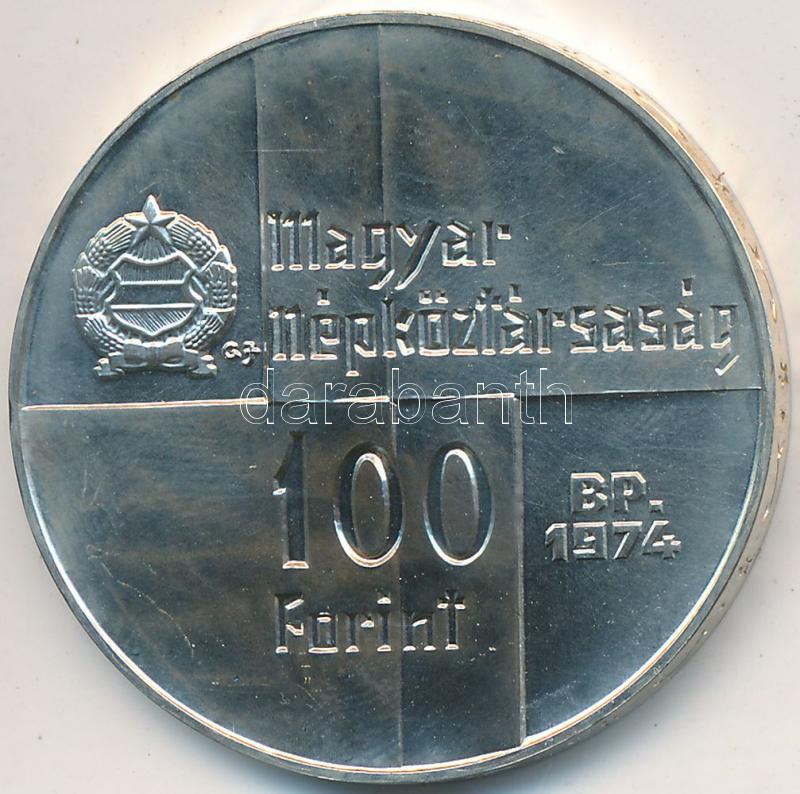 Magyar
népköztársaság
darabanth
100
BP.
1974
Forint